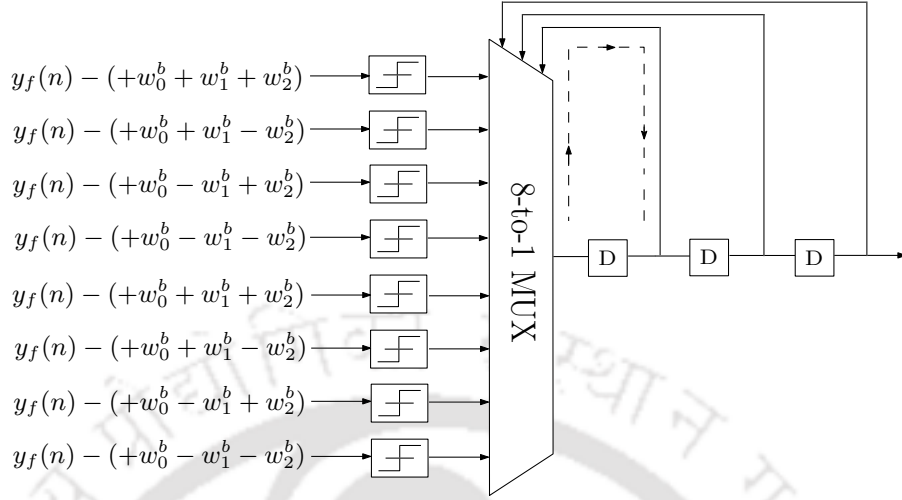 y_f(n) − (+w_0^b + w_1^b + w_2^b)
y_f(n) − (+w_0^b + w_1^b − w_2^b)
y_f(n) − (+w_0^b − w_1^b + w_2^b)
y_f(n) − (+w_0^b − w_1^b − w_2^b)
y_f(n) − (+w_0^b + w_1^b + w_2^b)
y_f(n) − (+w_0^b + w_1^b − w_2^b)
y_f(n) − (+w_0^b − w_1^b + w_2^b)
y_f(n) − (+w_0^b − w_1^b − w_2^b)
8-to-1 MUX
D
D
D